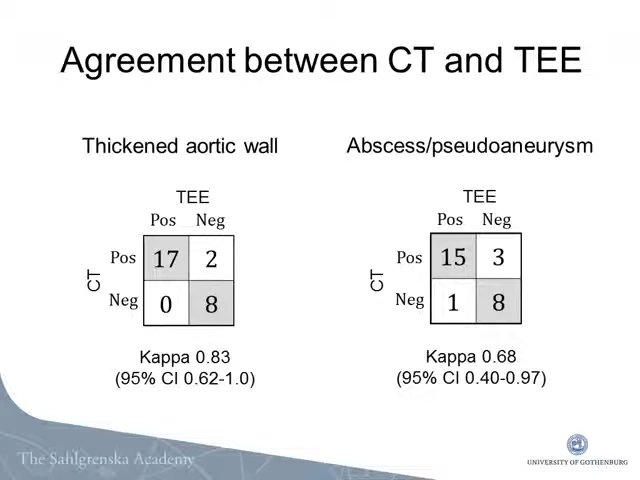 Agreement between CT and TEE
Thickened aortic wall
TEE
Pos Neg
CT
Pos 17 2
Neg 0 8
Kappa 0.83
(95% CI 0.62-1.0)
Abscess/pseudoaneurysm
TEE
Pos Neg
CT
Pos 15 3
Neg 1 8
Kappa 0.68
(95% CI 0.40-0.97)
The Sahlgrenska Academy
UNIVERSITY OF GOTHENBURG